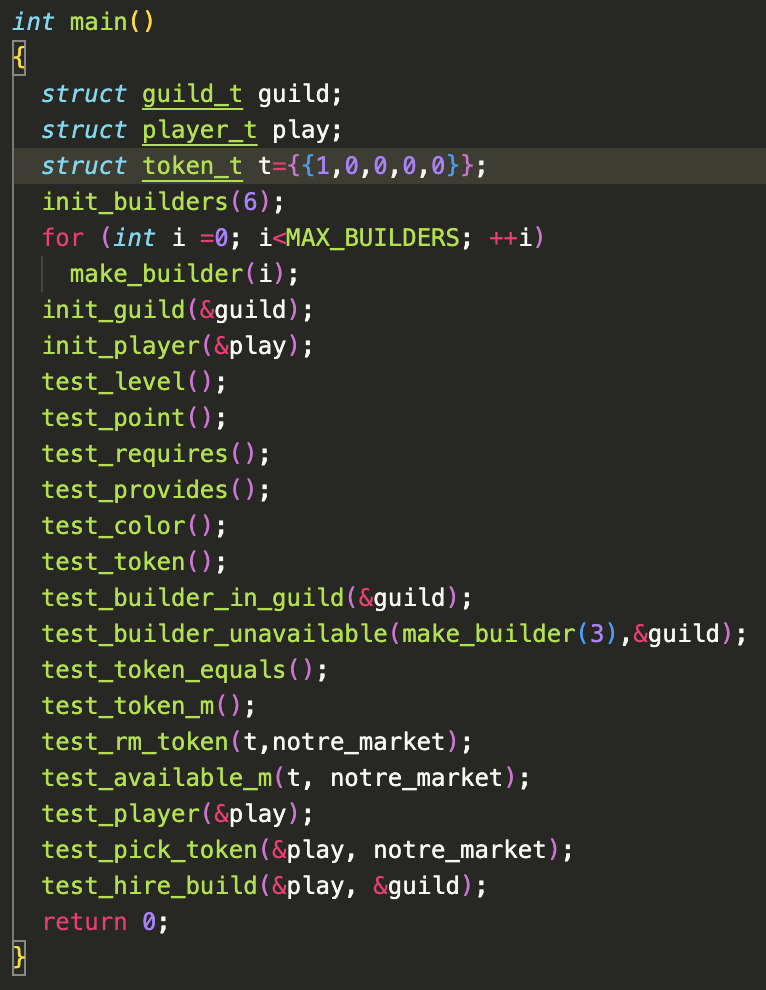 int main()
{
  struct guild_t guild;
  struct player_t play;
  struct token_t t={{1,0,0,0,0}};
  init_builders(6);
  for (int i =0; i<MAX_BUILDERS; ++i)
    make_builder(i);
  init_guild(&guild);
  init_player(&play);
  test_level();
  test_point();
  test_requires();
  test_provides();
  test_color();
  test_token();
  test_builder_in_guild(&guild);
  test_builder_unavailable(make_builder(3),&guild);
  test_token_equals();
  test_token_m();
  test_rm_token(t,notre_market);
  test_available_m(t, notre_market);
  test_player(&play);
  test_pick_token(&play, notre_market);
  test_hire_build(&play, &guild);
  return 0;
}